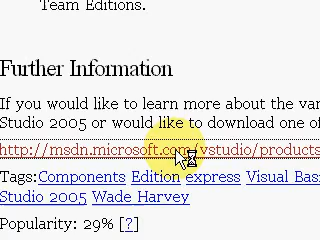 Team Editions.
Further Information
If you would like to learn more about the var
Studio 2005 or would like to download one of
http://msdn.microsoft.com/vstudio/products
Tags:Components Edition express Visual Bas
Studio 2005 Wade Harvey
Popularity: 29% [?]